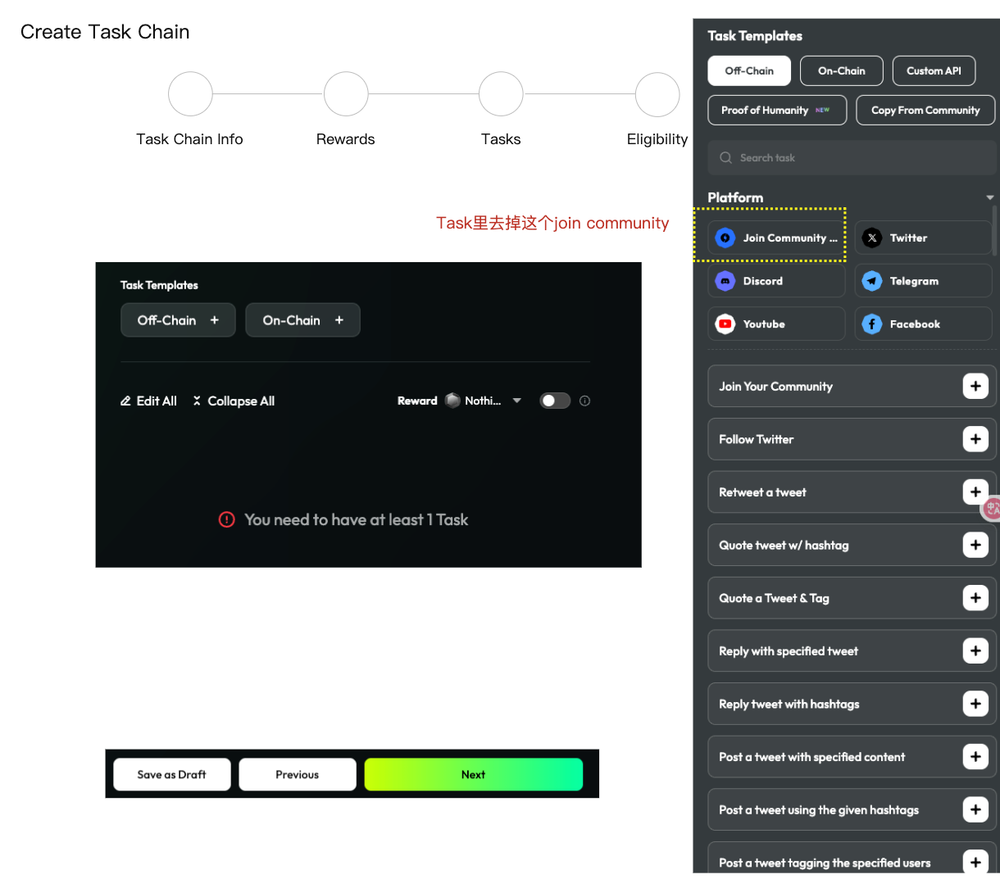 Create Task Chain
Task Chain Info
Rewards
Tasks
Eligibility
Task里去掉这个join community
Task Templates
Off-Chain +
On-Chain +
Edit All
Collapse All
Reward
Nothi...
You need to have at least 1 Task
Save as Draft
Previous
Next
Task Templates
Off-Chain
On-Chain
Custom API
Proof of Humanity NEW
Copy From Community
Search task
Platform
Join Community ...
Twitter
Discord
Telegram
Youtube
Facebook
Join Your Community
Follow Twitter
Retweet a tweet
Quote tweet w/ hashtag
Quote a Tweet & Tag
Reply with specified tweet
Reply tweet with hashtags
Post a tweet with specified content
Post a tweet using the given hashtags
Post a tweet tagging the specified users